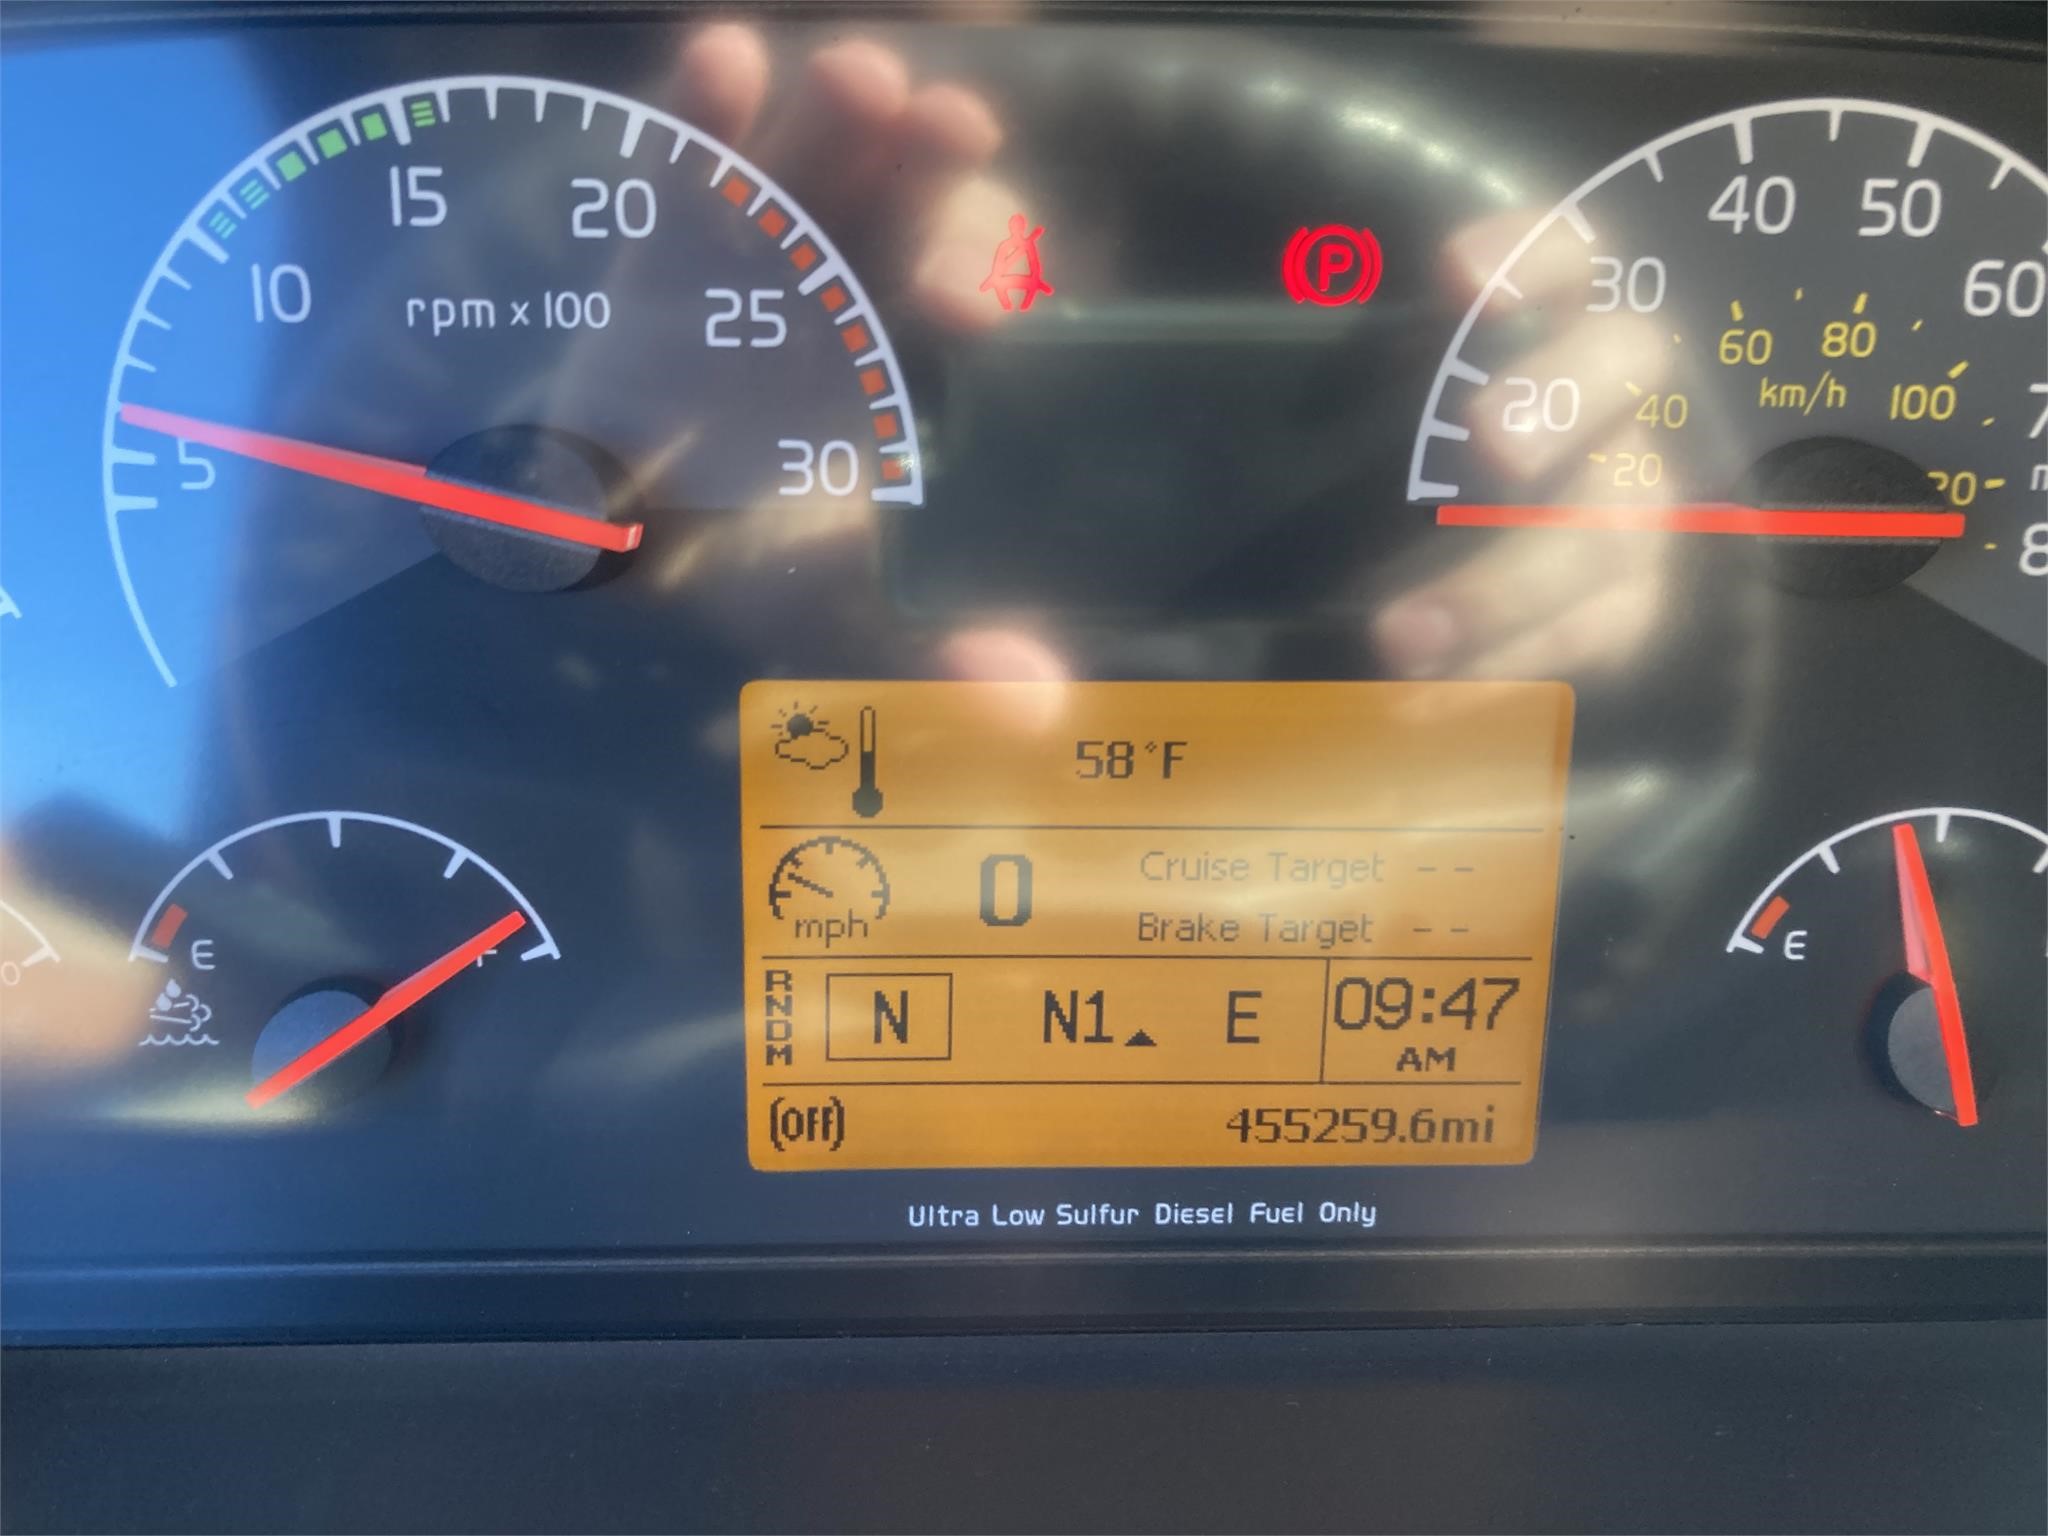 15
20
10
rpm x 100
25
5
30
40
50
30
60
60
80
20
40
km/h
100
20
P
58°F
0
mph
Cruise Target --
Brake Target --
RNDM
N
N1
E
09:47
AM
(OFF)
455259.6mi
E
E
Ultra Low Sulfur Diesel Fuel Only